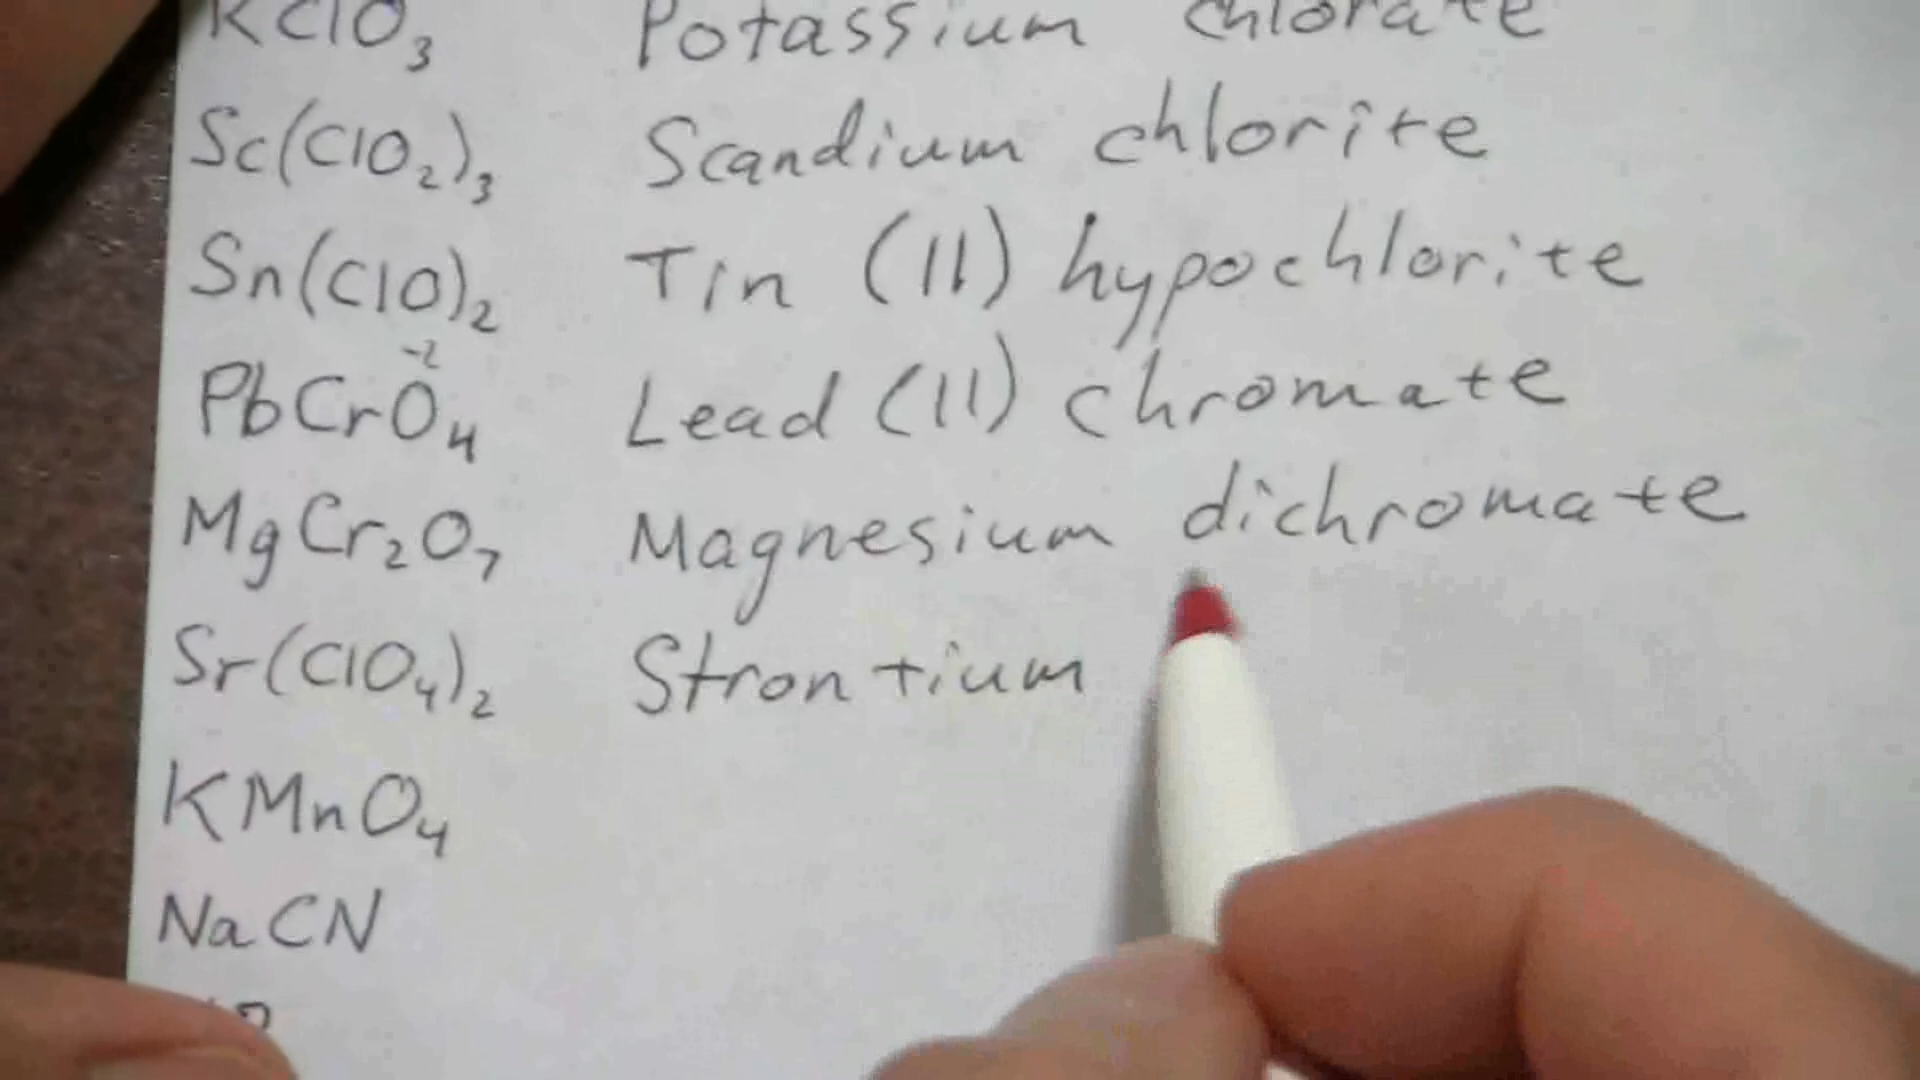 KClO₃ Potassium chlorate
Sc(ClO₂)₃ Scandium chlorite
Sn(ClO)₂ Tin (II) hypochlorite
PbCrO₄⁻² Lead (II) chromate
MgCr₂O₇ Magnesium dichromate
Sr(ClO₄)₂ Strontium
KMnO₄
NaCN